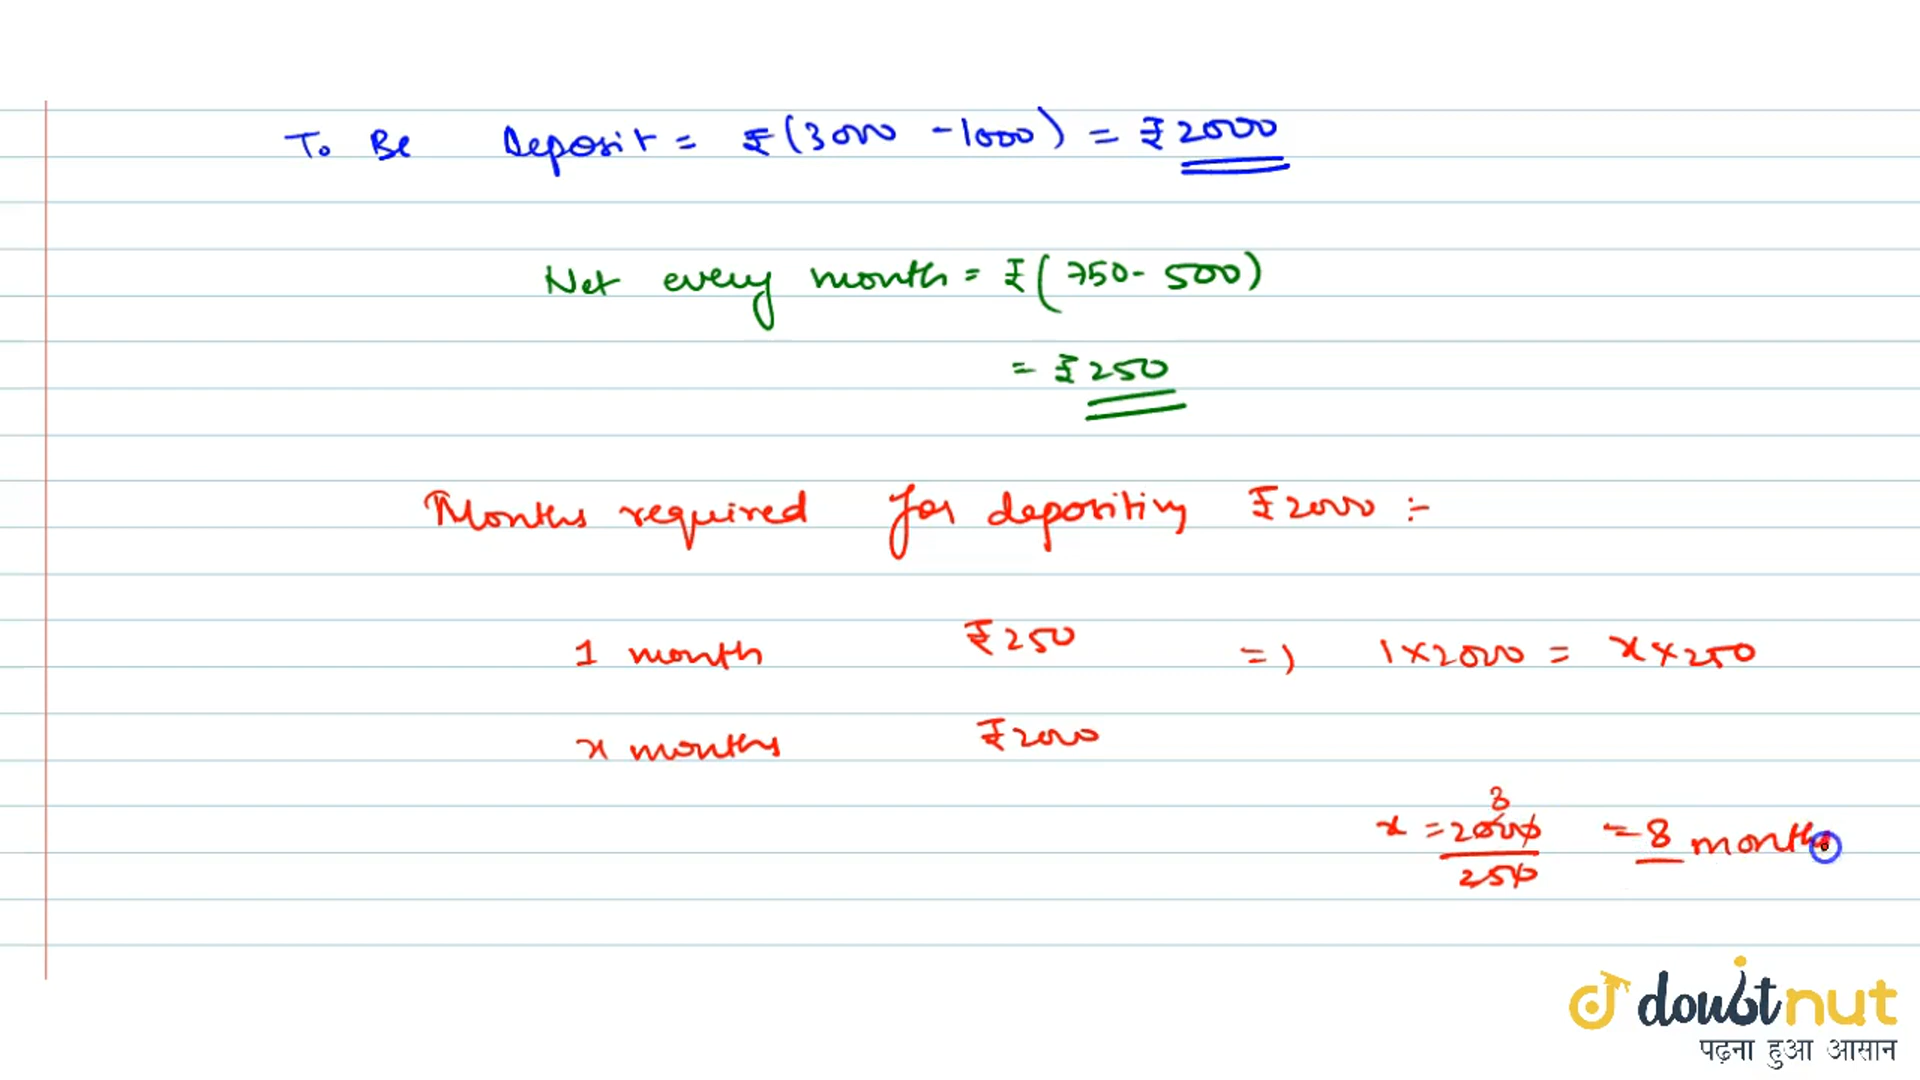 To Be Deposit = ₹(3000 - 1000) = ₹2000
Net every month = ₹(750 - 500)
= ₹250
Months required for depositing ₹2000 :-
1 month ₹250 => 1×2000 = x×250
x months ₹2000
8
x = 2000/250 = 8 months
doubtnut
पढ़ना हुआ आसान